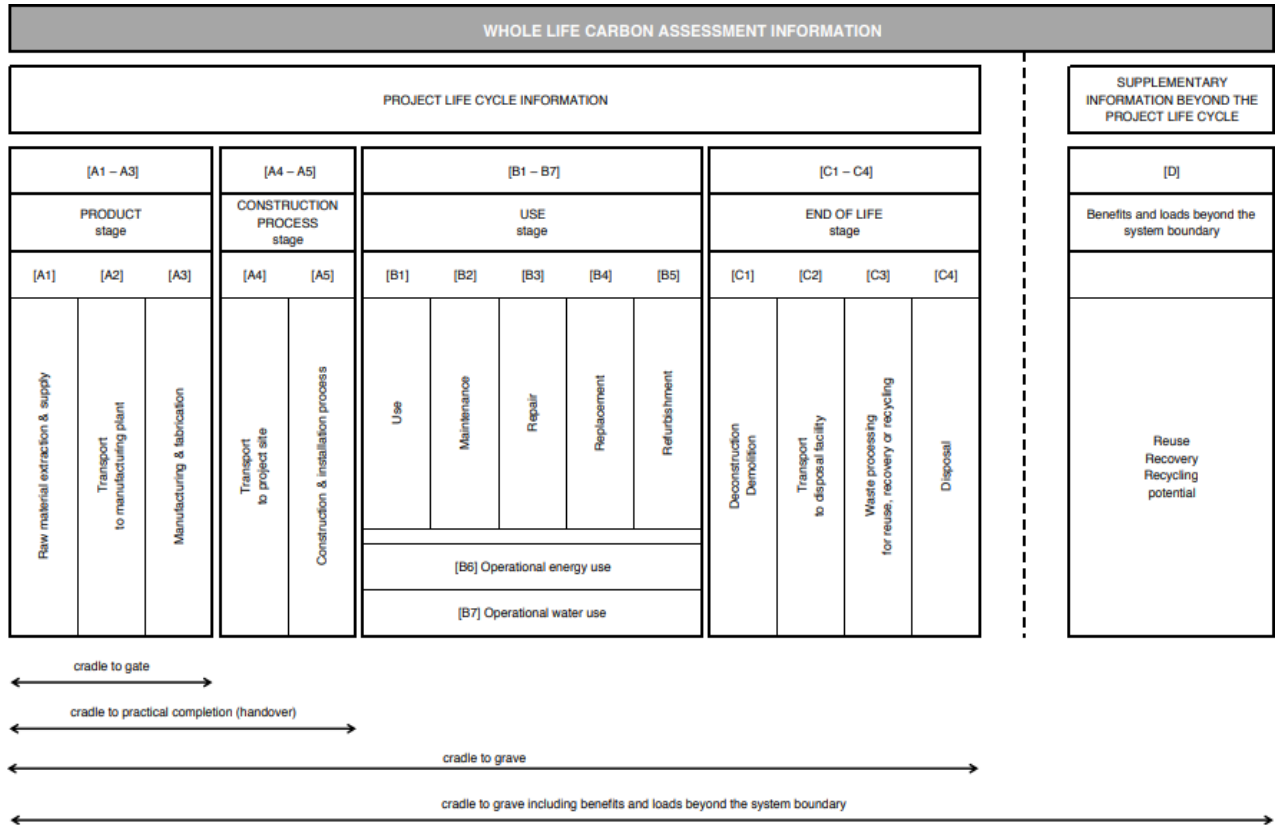 WHOLE LIFE CARBON ASSESSMENT INFORMATION
PROJECT LIFE CYCLE INFORMATION
SUPPLEMENTARY
INFORMATION BEYOND THE
PROJECT LIFE CYCLE
[A1 – A3]
[A4 – A5]
[B1 – B7]
[C1 – C4]
[D]
PRODUCT
stage
CONSTRUCTION
PROCESS
stage
USE
stage
END OF LIFE
stage
Benefits and loads beyond the
system boundary
[A1]
[A2]
[A3]
[A4]
[A5]
[B1]
[B2]
[B3]
[B4]
[B5]
[C1]
[C2]
[C3]
[C4]
Raw material extraction & supply
Transport
to manufacturing plant
Manufacturing & fabrication
Transport
to project site
Construction & installation process
Use
Maintenance
Repair
Replacement
Refurbishment
[B6] Operational energy use
[B7] Operational water use
Deconstruction
Demolition
Transport
to disposal facility
Waste processing
for reuse, recovery or recycling
Disposal
Reuse
Recovery
Recycling
potential
cradle to gate
cradle to practical completion (handover)
cradle to grave
cradle to grave including benefits and loads beyond the system boundary